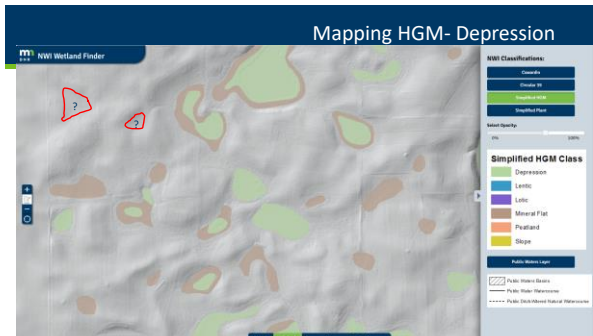 Mapping HGM- Depression
NWI Wetland Finder
?
?
NWI Classifications:
Cowardin
Circular 39
Simplified HGM
Simplified Plant
Select Opacity:
0%
100%
Simplified HGM Class
Depression
Lentic
Lotic
Mineral Flat
Peatland
Slope
Public Waters Layer
Public Waters Basins
Public Water Watercourse
Public Ditch/Altered Natural Watercourse